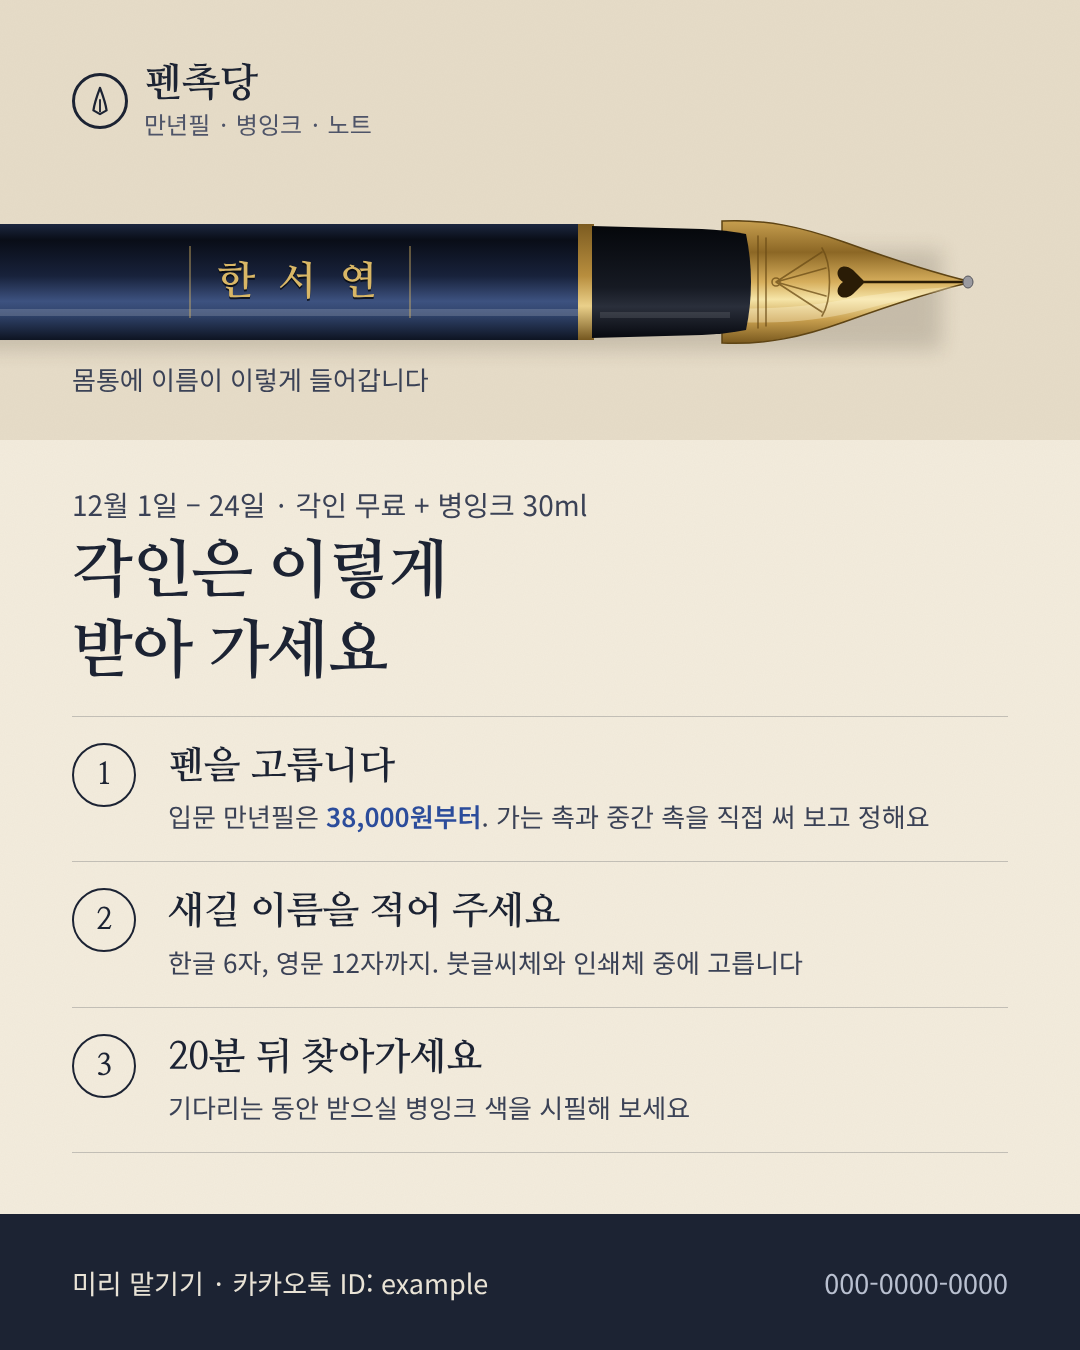 펜촉당
만년필 · 병잉크 · 노트
한서연
몸통에 이름이 이렇게 들어갑니다
12월 1일 – 24일 · 각인 무료 + 병잉크 30ml
각인은 이렇게
받아 가세요
1
펜을 고릅니다
입문 만년필은 38,000원부터. 가는 촉과 중간 촉을 직접 써 보고 정해요
2
새길 이름을 적어 주세요
한글 6자, 영문 12자까지. 붓글씨체와 인쇄체 중에 고릅니다
3
20분 뒤 찾아가세요
기다리는 동안 받으실 병잉크 색을 시필해 보세요
미리 맡기기 · 카카오톡 ID: example
000-0000-0000